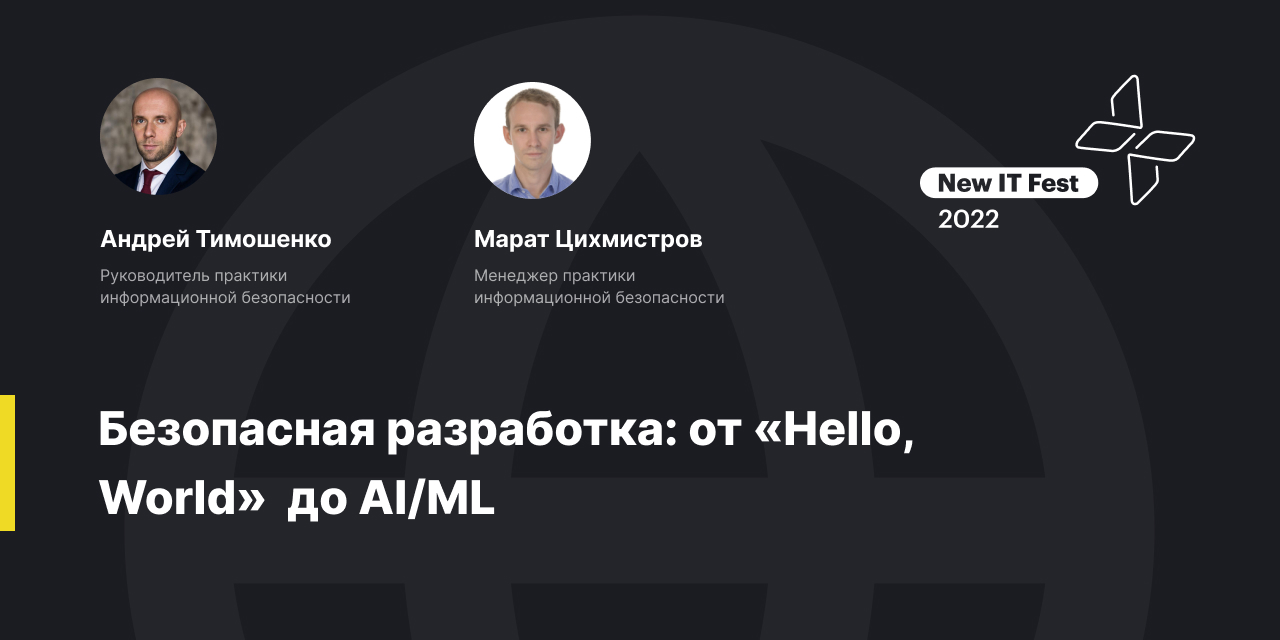 Андрей Тимошенко
Руководитель практики
информационной безопасности
Марат Цихмистров
Менеджер практики
информационной безопасности
New IT Fest
2022
Безопасная разработка: от «Hello,
World» до AI/ML